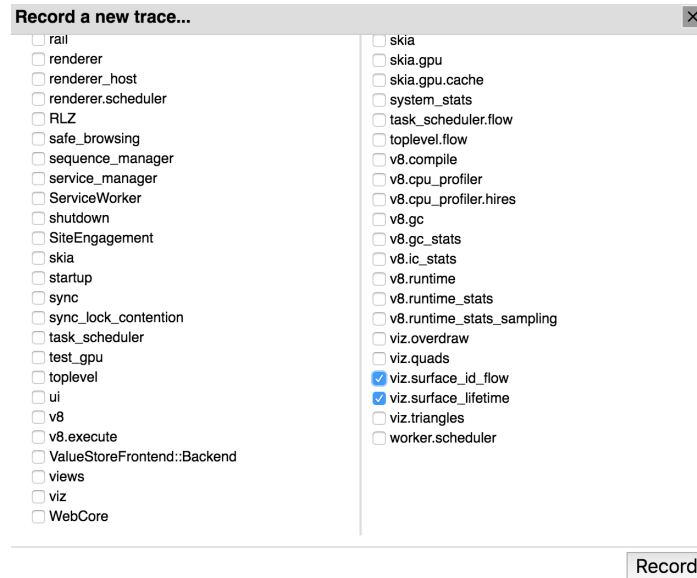 Record a new trace...
rail
renderer
renderer_host
renderer.scheduler
RLZ
safe_browsing
sequence_manager
service_manager
ServiceWorker
shutdown
SiteEngagement
skia
startup
sync
sync_lock_contention
task_scheduler
test_gpu
toplevel
ui
v8
v8.execute
ValueStoreFrontend::Backend
views
viz
WebCore
skia
skia.gpu
skia.gpu.cache
system_stats
task_scheduler.flow
toplevel.flow
v8.compile
v8.cpu_profiler
v8.cpu_profiler.hires
v8.gc
v8.gc_stats
v8.ic_stats
v8.runtime
v8.runtime_stats
v8.runtime_stats_sampling
viz.overdraw
viz.quads
viz.surface_id_flow
viz.surface_lifetime
viz.triangles
worker.scheduler
Record